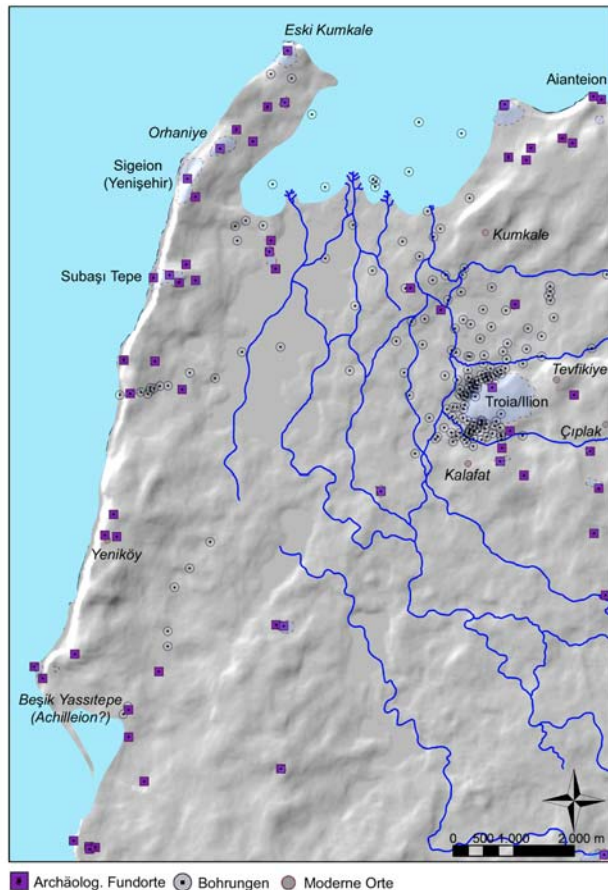 Eski Kumkale
Aianteion
Orhaniye
Sigeion
(Yenişehir)
Kumkale
Subaşı Tepe
Tevfikiye
Troia/Ilion
Çıplak
Kalafat
Yeniköy
Beşik Yassıtepe
(Achilleion?)
0 500 1.000 2.000 m
Archäolog. Fundorte Bohrungen Moderne Orte